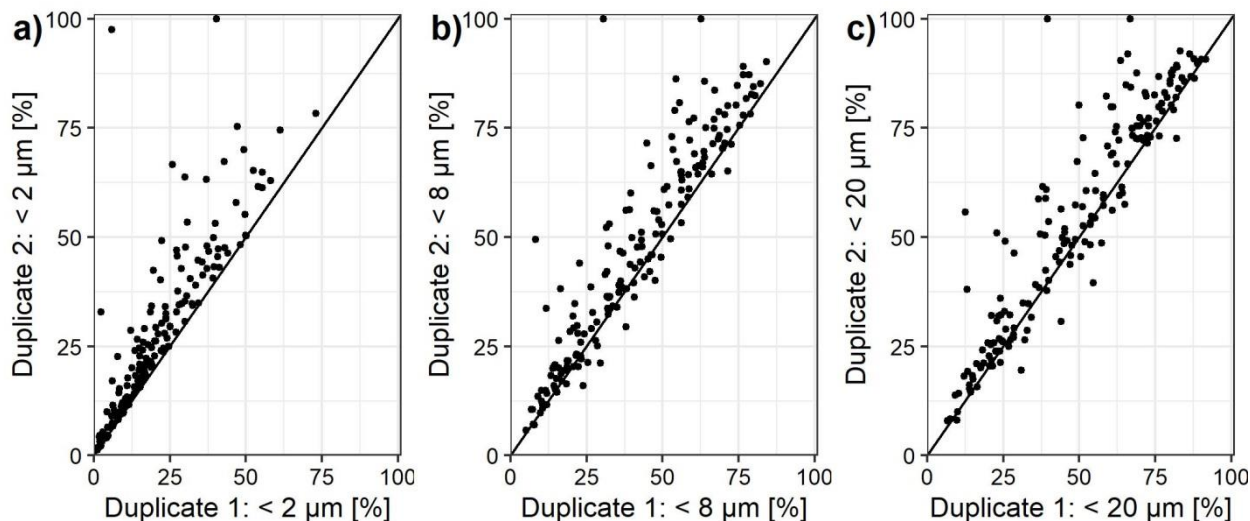 a)
Duplicate 2: < 2 µm [%]
100
75
50
25
0
0 25 50 75 100
Duplicate 1: < 2 µm [%]
b)
Duplicate 2: < 8 µm [%]
100
75
50
25
0
0 25 50 75 100
Duplicate 1: < 8 µm [%]
c)
Duplicate 2: < 20 µm [%]
100
75
50
25
0
0 25 50 75 100
Duplicate 1: < 20 µm [%]